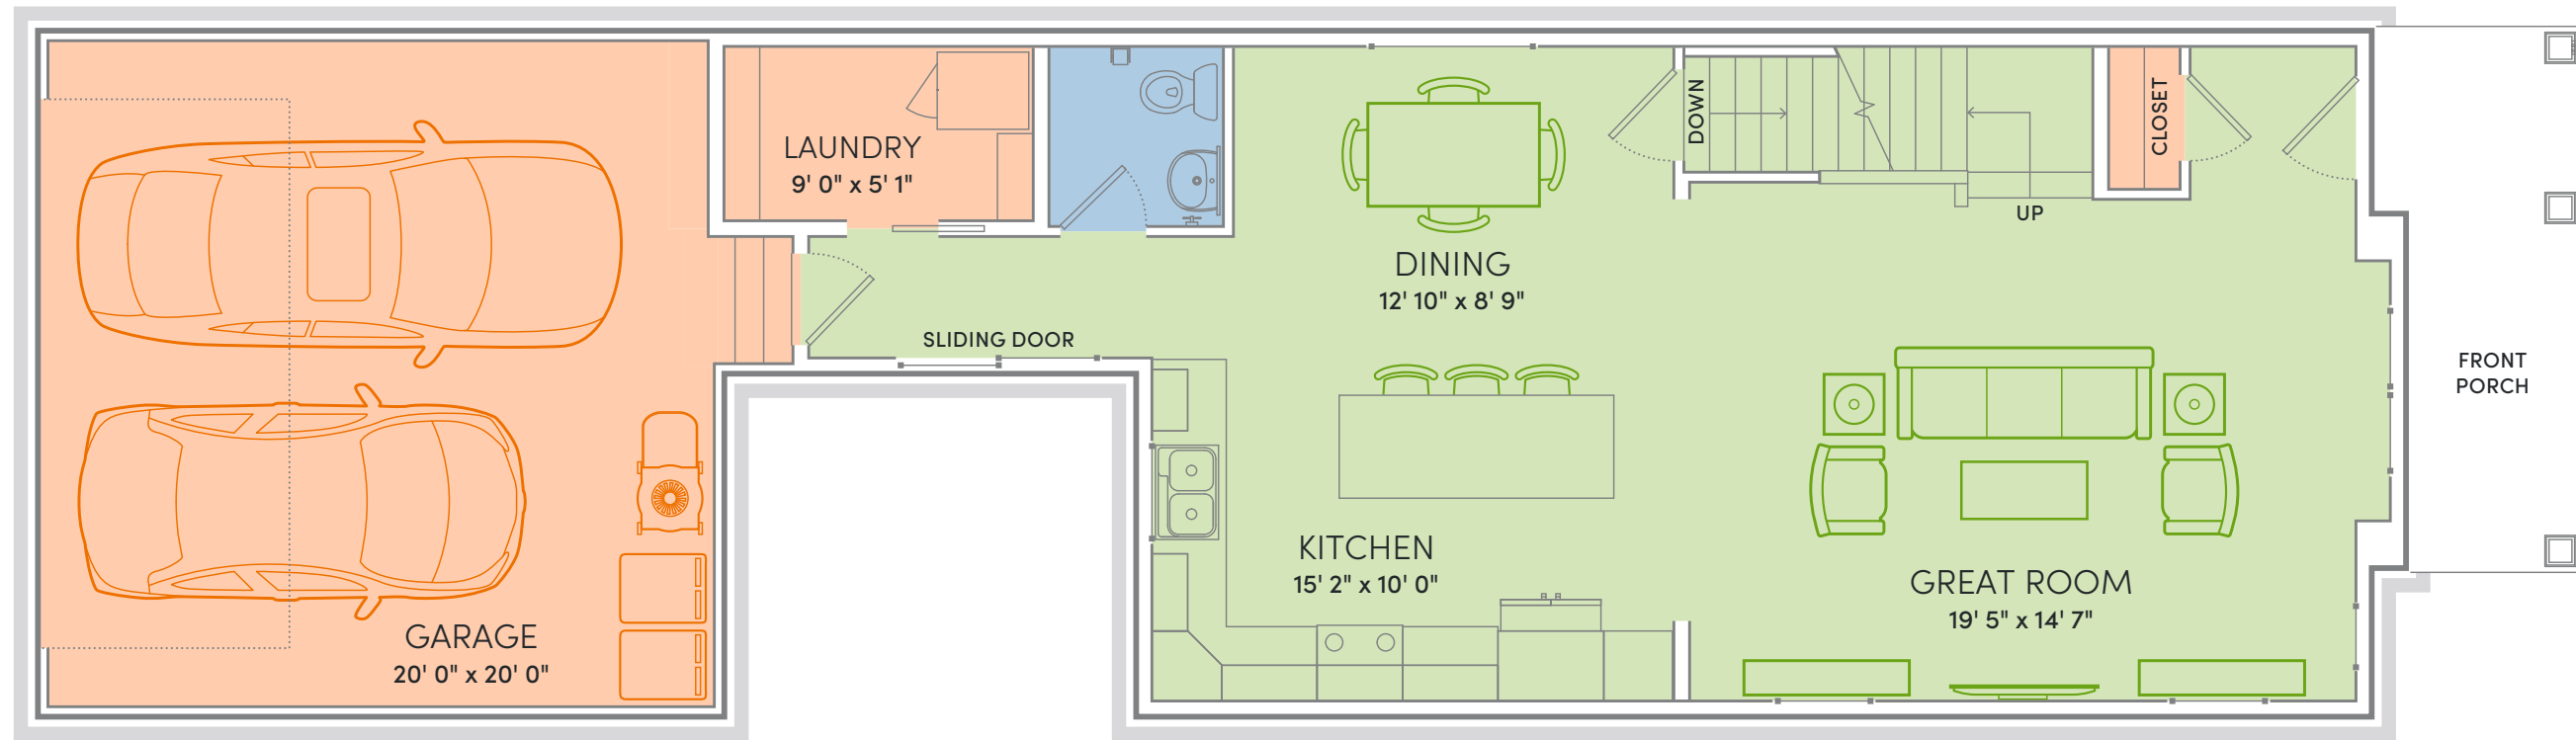 LAUNDRY
9' 0" x 5' 1"
DOWN
CLOSET
UP
DINING
12' 10" x 8' 9"
SLIDING DOOR
FRONT
PORCH
KITCHEN
15' 2" x 10' 0"
GREAT ROOM
19' 5" x 14' 7"
GARAGE
20' 0" x 20' 0"